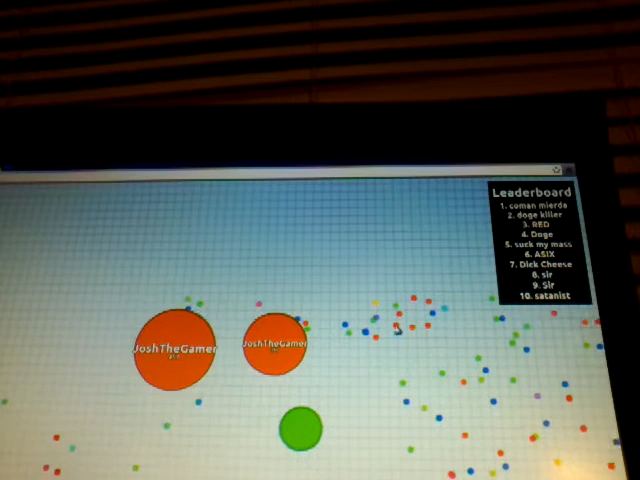 Leaderboard
1. coman mierda
2. doge killer
3. RED
4. Doge
5. suck my mass
6. ASIX
7. Dick Cheese
8. sir
9. Sir
10. satanist
JoshTheGamer
JoshTheGamer